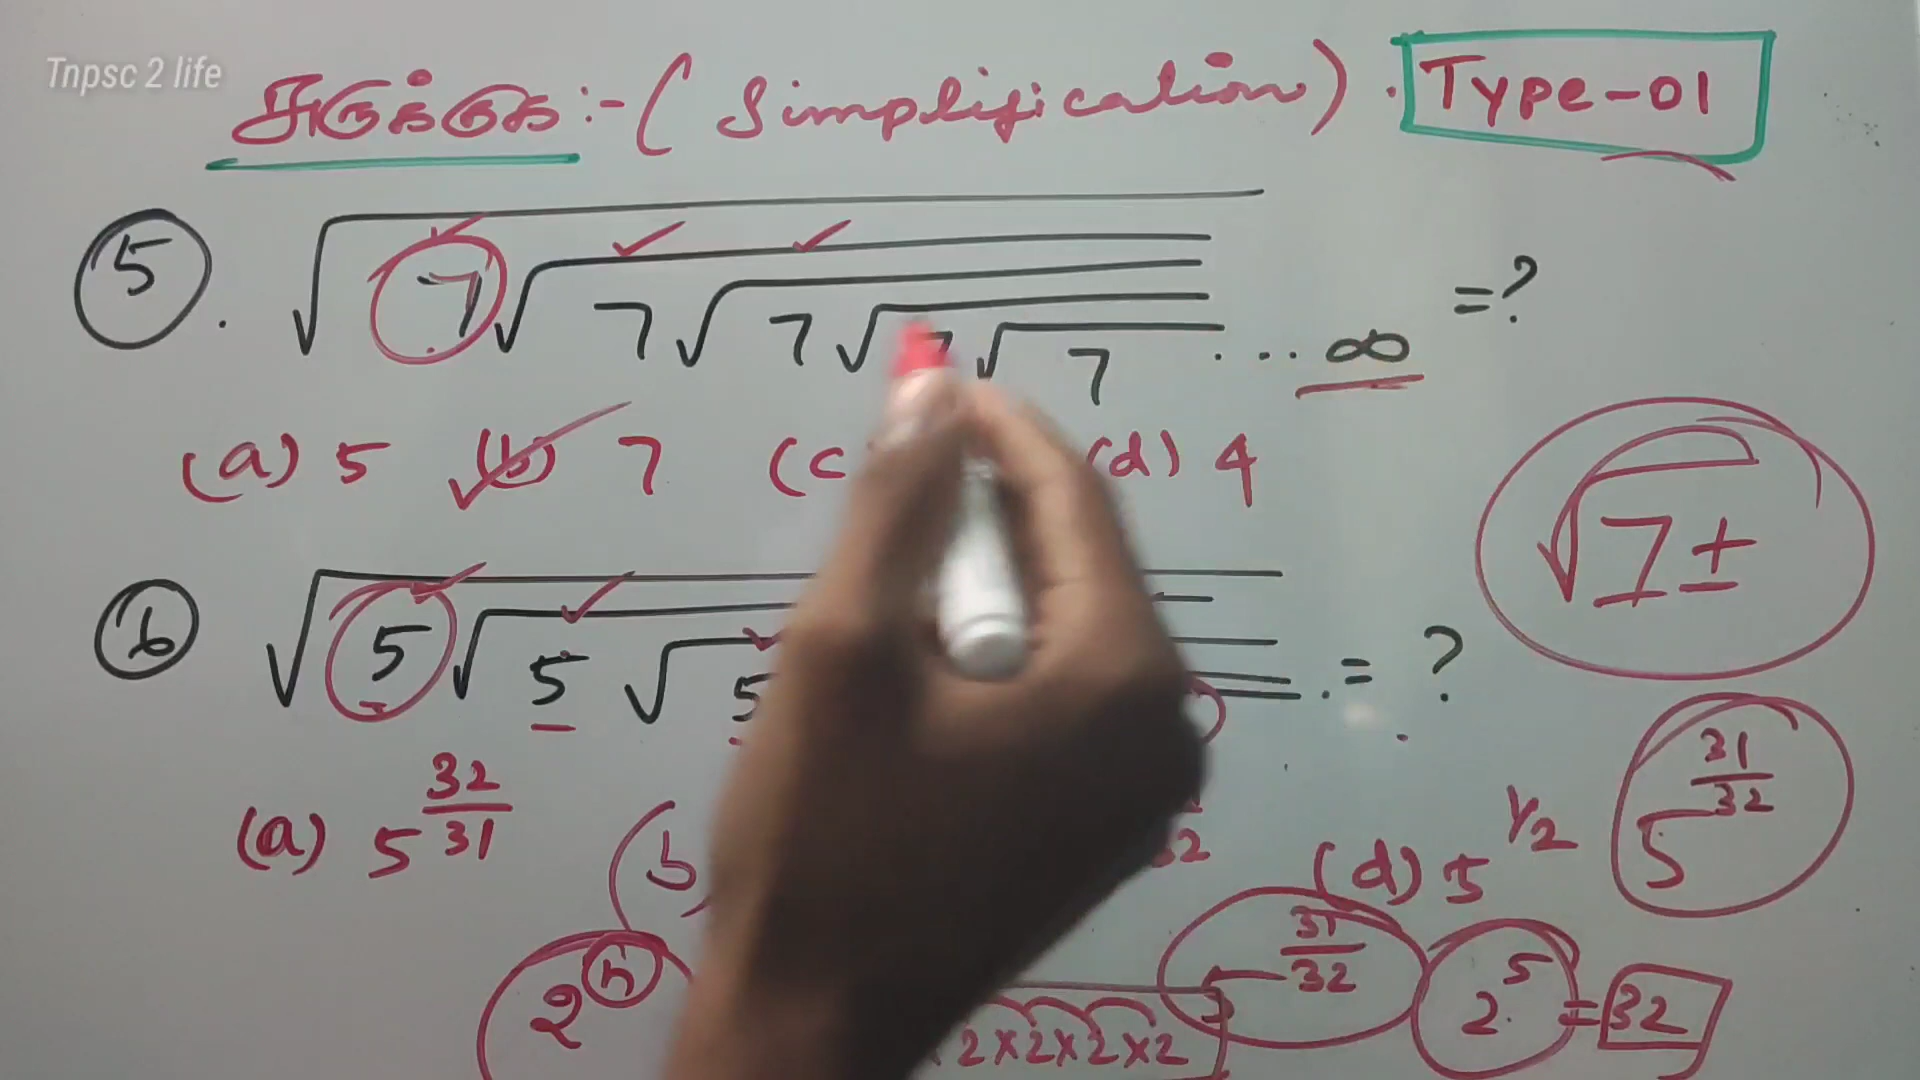 Tnpsc 2 life
சுருக்குக :- (Simplification). Type-01
5. √7√7√7√7√7 ... ∞ =?
(a) 5 (b) 7 (c) (d) 4
√7±
6 √5√5√5 .= ?
(a) 5^32/31 (b) (d) 5^1/2
5^31/32
31/32
2^n 2×2×2×2 2^5 = 32